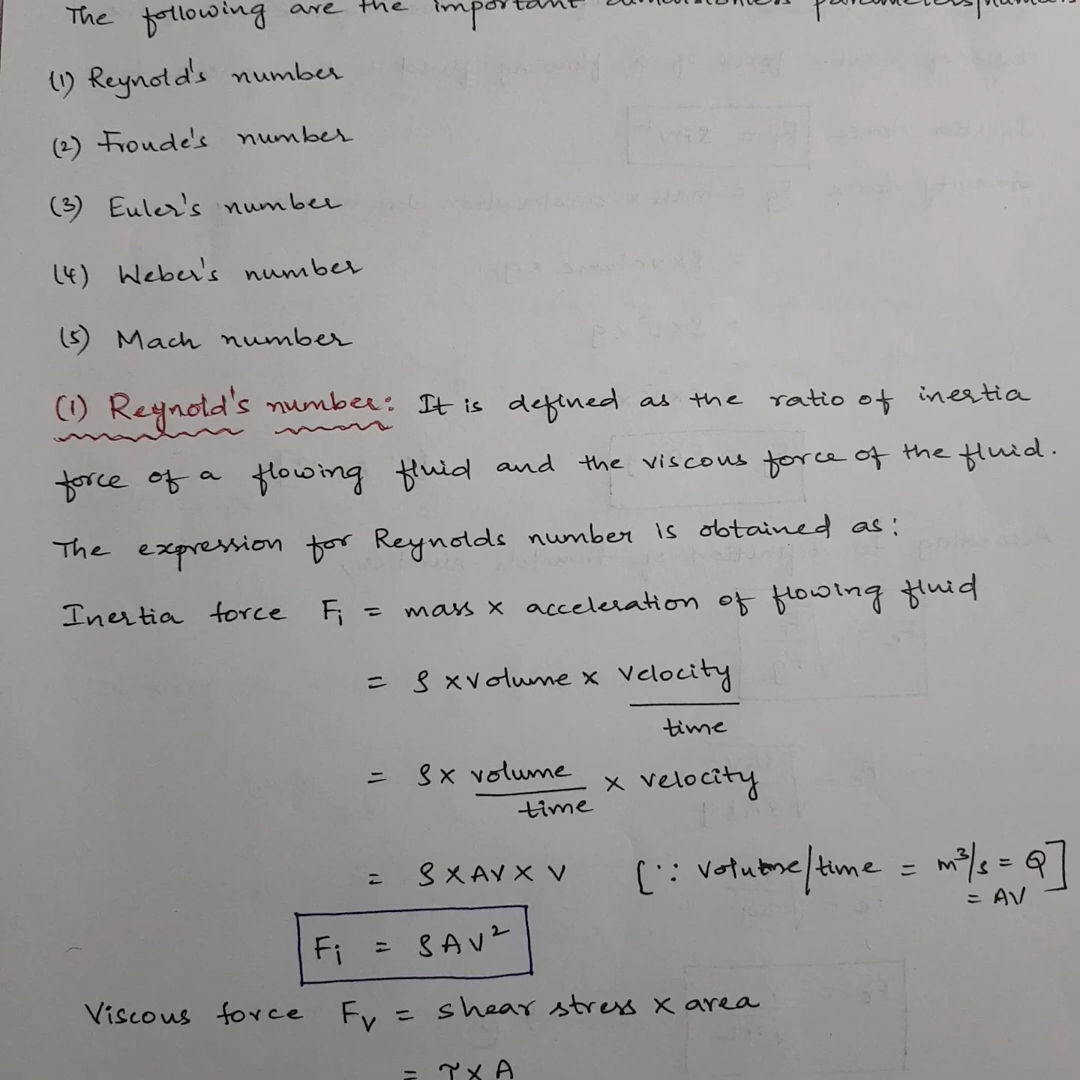 The following are the important dimensionless parameters/numbers
(1) Reynold's number
(2) Froude's number
(3) Euler's number
(4) Weber's number
(5) Mach number
(1) Reynold's number: It is defined as the ratio of inertia
force of a flowing fluid and the viscous force of the fluid.
The expression for Reynolds number is obtained as:
Inertia force Fi = mass x acceleration of flowing fluid
= ρ x volume x velocity/time
= ρ x volume/time x velocity
= ρ x AV x V [∵ volume/time = m³/s = Q]
= AV
Fi = ρAV²
Viscous force Fv = shear stress x area
= τ x A